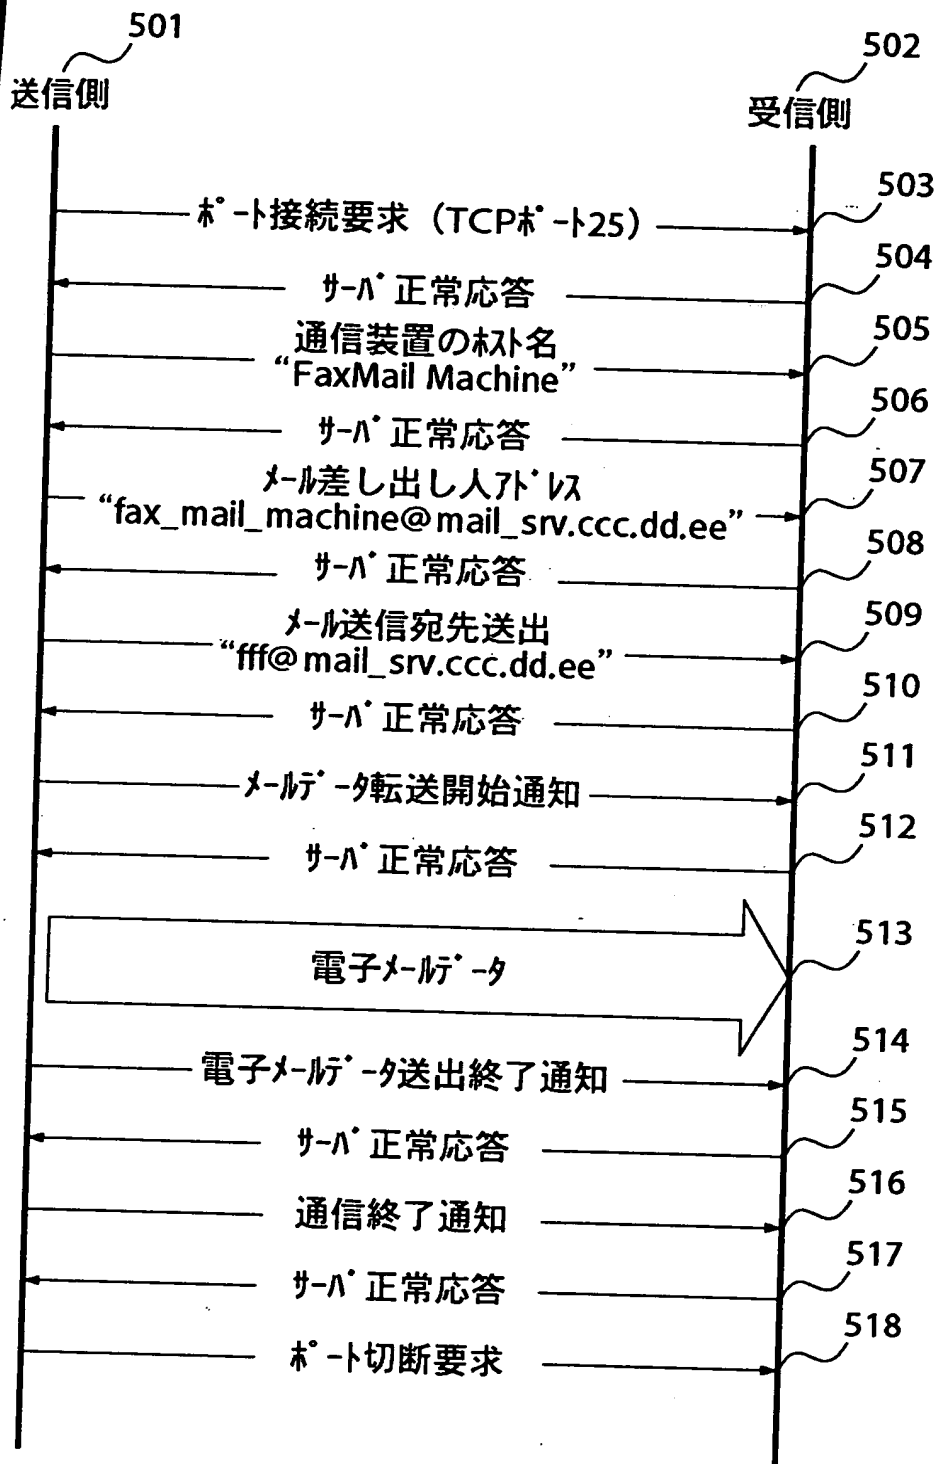 501
送信側
502
受信側
503
ﾎﾟｰﾄ接続要求（TCPﾎﾟｰﾄ25）
504
ｻｰﾊﾞ正常応答
505
通信装置のﾎｽﾄ名
“FaxMail Machine”
506
ｻｰﾊﾞ正常応答
507
ﾒｰﾙ差し出し人ｱﾄﾞﾚｽ
“fax_mail_machine@mail_srv.ccc.dd.ee”
508
ｻｰﾊﾞ正常応答
509
ﾒｰﾙ送信宛先送出
“fff@mail_srv.ccc.dd.ee”
510
ｻｰﾊﾞ正常応答
511
ﾒｰﾙﾃﾞｰﾀ転送開始通知
512
ｻｰﾊﾞ正常応答
513
電子ﾒｰﾙﾃﾞｰﾀ
514
電子ﾒｰﾙﾃﾞｰﾀ送出終了通知
515
ｻｰﾊﾞ正常応答
516
通信終了通知
517
ｻｰﾊﾞ正常応答
518
ﾎﾟｰﾄ切断要求